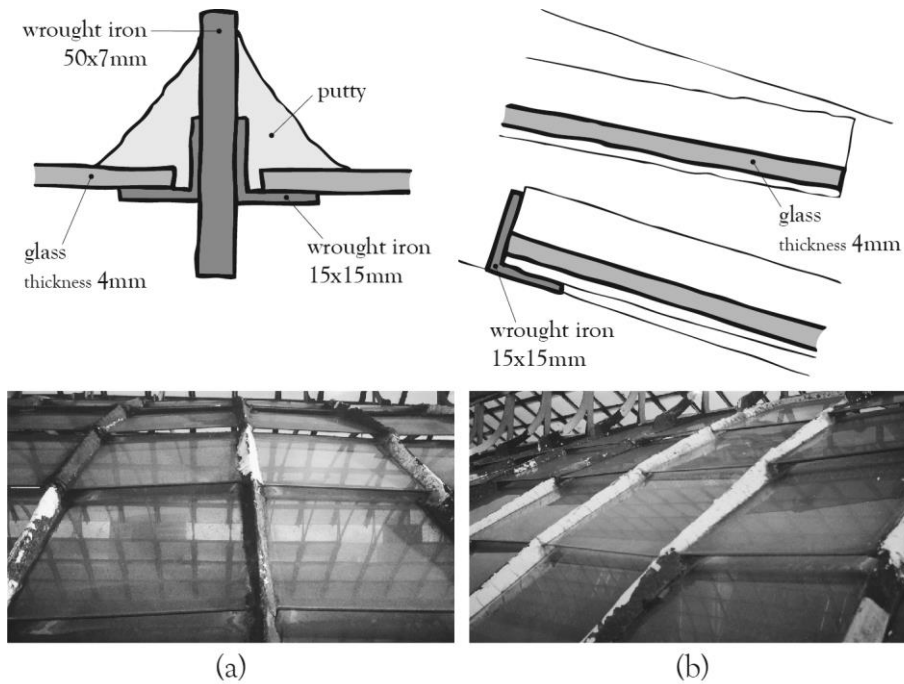 wrought iron
50x7mm
putty
glass
thickness 4mm
wrought iron
15x15mm
glass
thickness 4mm
wrought iron
15x15mm
(a)
(b)